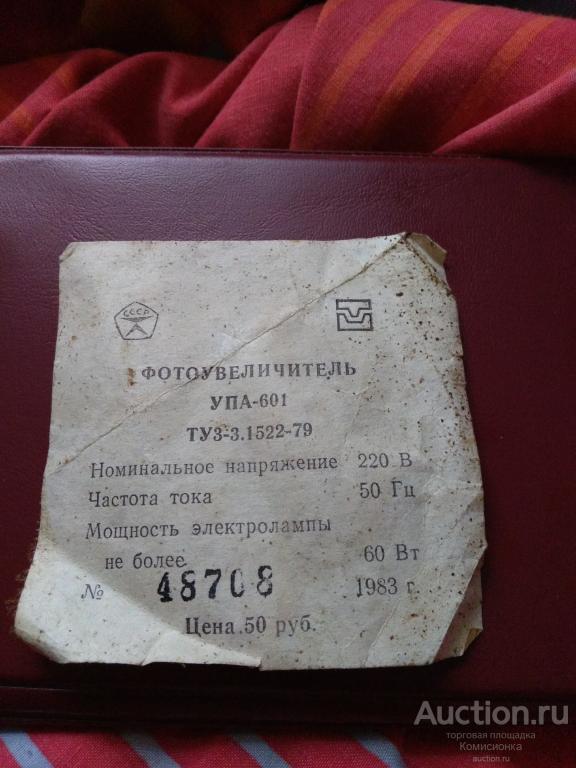 СССР
ФОТОУВЕЛИЧИТЕЛЬ
УПА-601
ТУ3-3.1522-79
Номинальное напряжение 220 В
Частота тока 50 Гц
Мощность электролампы
не более 60 Вт
№ 48708 1983 г.
Цена 50 руб.
Auction.ru
торговая площадка
Комисионка
auction.ru